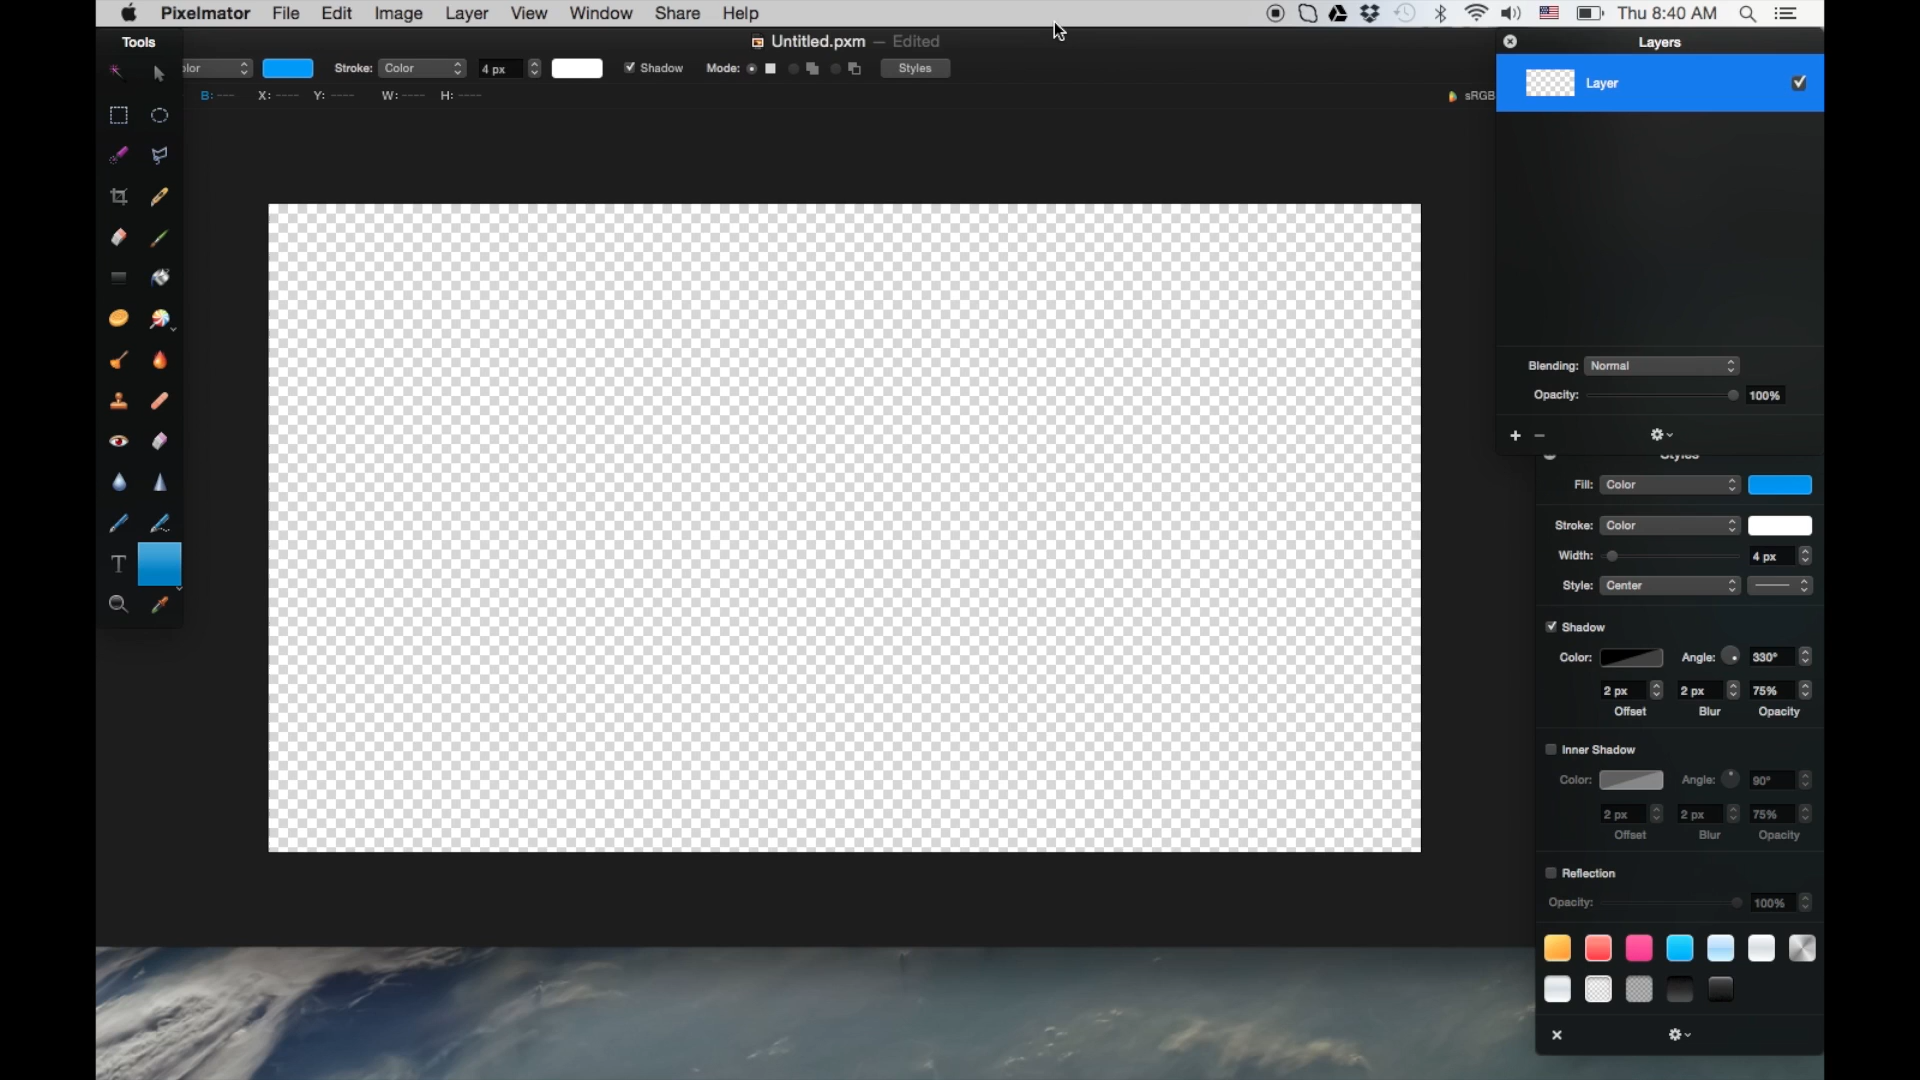 Pixelmator File Edit Image Layer View Window Share Help Thu 8:40 AM
Tools
Untitled.pxm — Edited
Layers
Stroke: Color 4 px Shadow Mode: Styles
Layer
B: X: Y: W: H: sRGB
Blending: Normal
Opacity: 100%
Styles
Fill: Color
Stroke: Color
Width: 4 px
Style: Center
T
Shadow
Color: Angle: 330°
2 px 2 px 75%
Offset Blur Opacity
Inner Shadow
Color: Angle: 90°
2 px 2 px 75%
Offset Blur Opacity
Reflection
Opacity: 100%